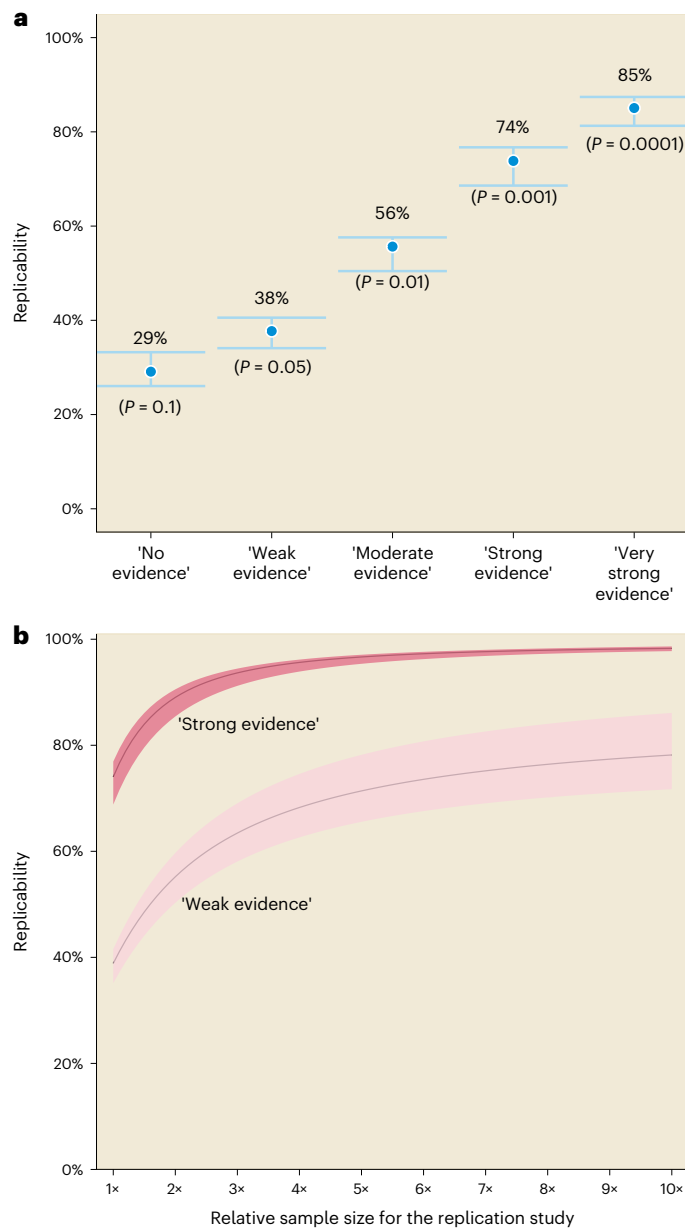 a
100%
80%
60%
40%
20%
0%
Replicability
29%
(P = 0.1)
38%
(P = 0.05)
56%
(P = 0.01)
74%
(P = 0.001)
85%
(P = 0.0001)
'No
evidence'
'Weak
evidence'
'Moderate
evidence'
'Strong
evidence'
'Very
strong
evidence'
b
100%
80%
60%
40%
20%
0%
Replicability
'Strong evidence'
'Weak evidence'
1×
2×
3×
4×
5×
6×
7×
8×
9×
10×
Relative sample size for the replication study